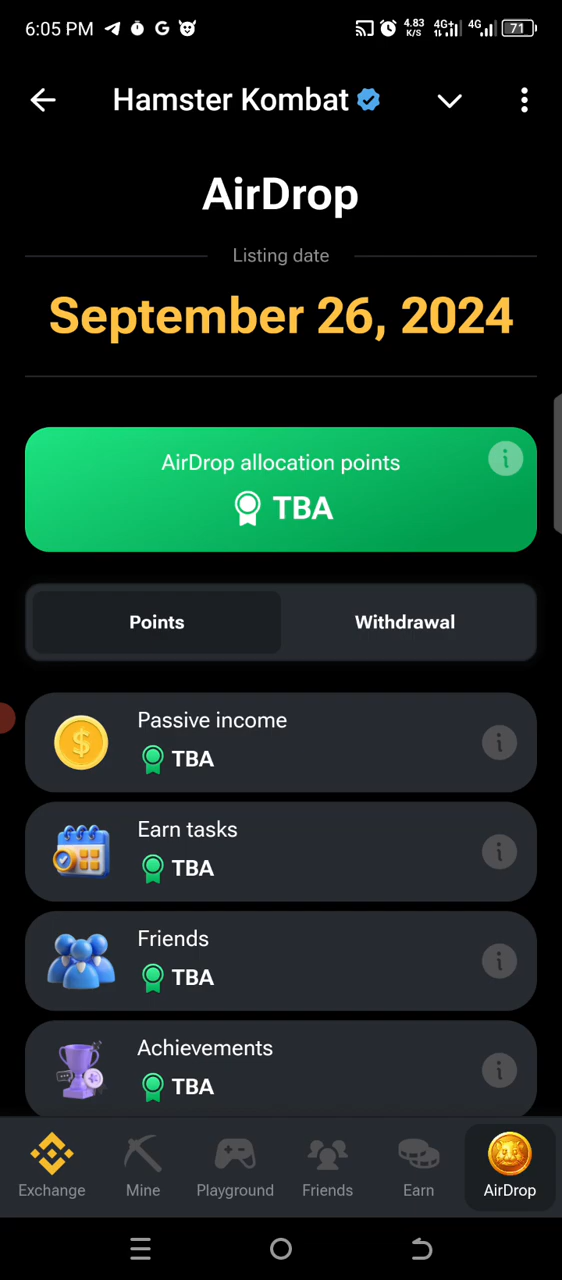 6:05 PM 4.83 K/S 4G+ 4G 71
Hamster Kombat
AirDrop
Listing date
September 26, 2024
AirDrop allocation points
TBA
Points Withdrawal
Passive income
TBA
Earn tasks
TBA
Friends
TBA
Achievements
TBA
Exchange Mine Playground Friends Earn AirDrop